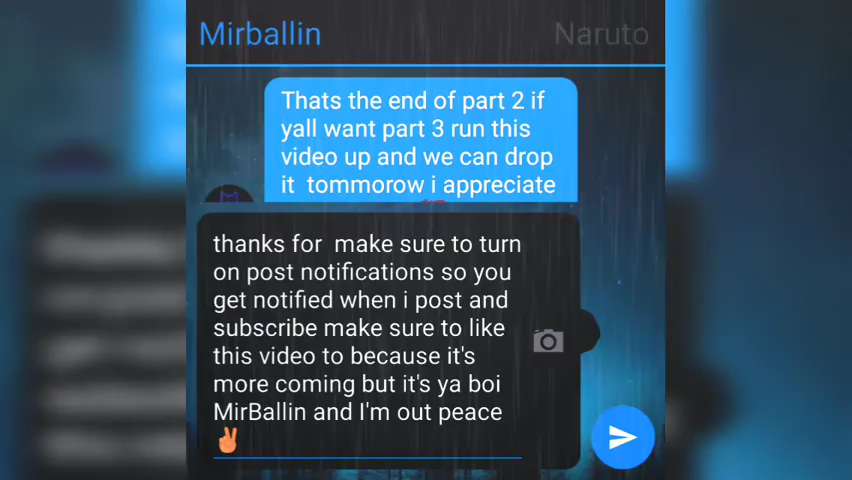 Mirballin Naruto
Thats the end of part 2 if
yall want part 3 run this
video up and we can drop
it  tommorow i appreciate
thanks for  make sure to turn
on post notifications so you
get notified when i post and
subscribe make sure to like
this video to because it's
more coming but it's ya boi
MirBallin and I'm out peace
✌